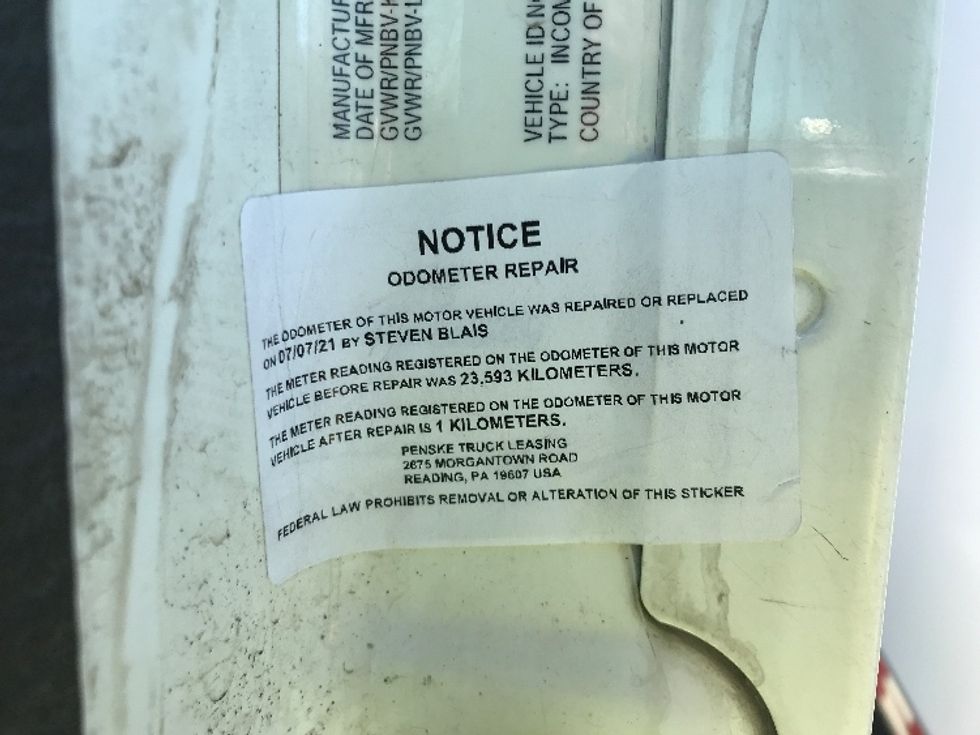 MANUFACTUR
DATE OF MFR
GVWR/PNBV-K
GVWR/PNBV-L
VEHICLE ID N
TYPE: INCOM
COUNTRY OF
NOTICE
ODOMETER REPAIR
THE ODOMETER OF THIS MOTOR VEHICLE WAS REPAIRED OR REPLACED
ON 07/07/21 BY STEVEN BLAIS
THE METER READING REGISTERED ON THE ODOMETER OF THIS MOTOR
VEHICLE BEFORE REPAIR WAS 23,593 KILOMETERS.
THE METER READING REGISTERED ON THE ODOMETER OF THIS MOTOR
VEHICLE AFTER REPAIR IS 1 KILOMETERS.
PENSKE TRUCK LEASING
2675 MORGANTOWN ROAD
READING, PA 19607 USA
FEDERAL LAW PROHIBITS REMOVAL OR ALTERATION OF THIS STICKER